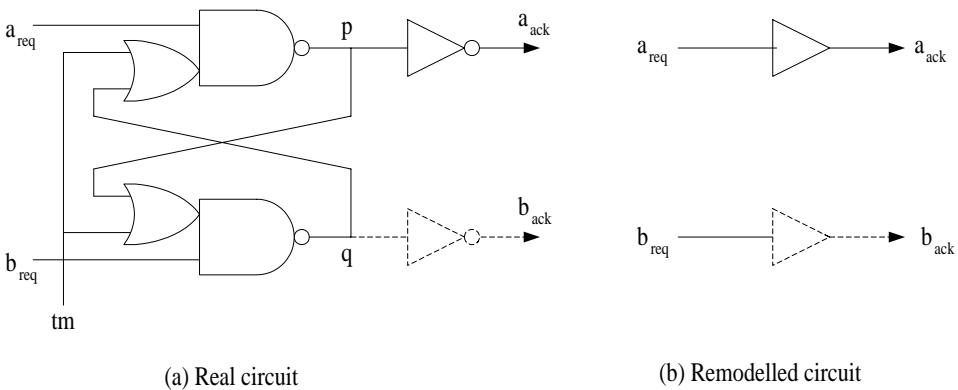 a_req
p
a_ack
b_req
q
b_ack
tm
(a) Real circuit
a_req
a_ack
b_req
b_ack
(b) Remodelled circuit